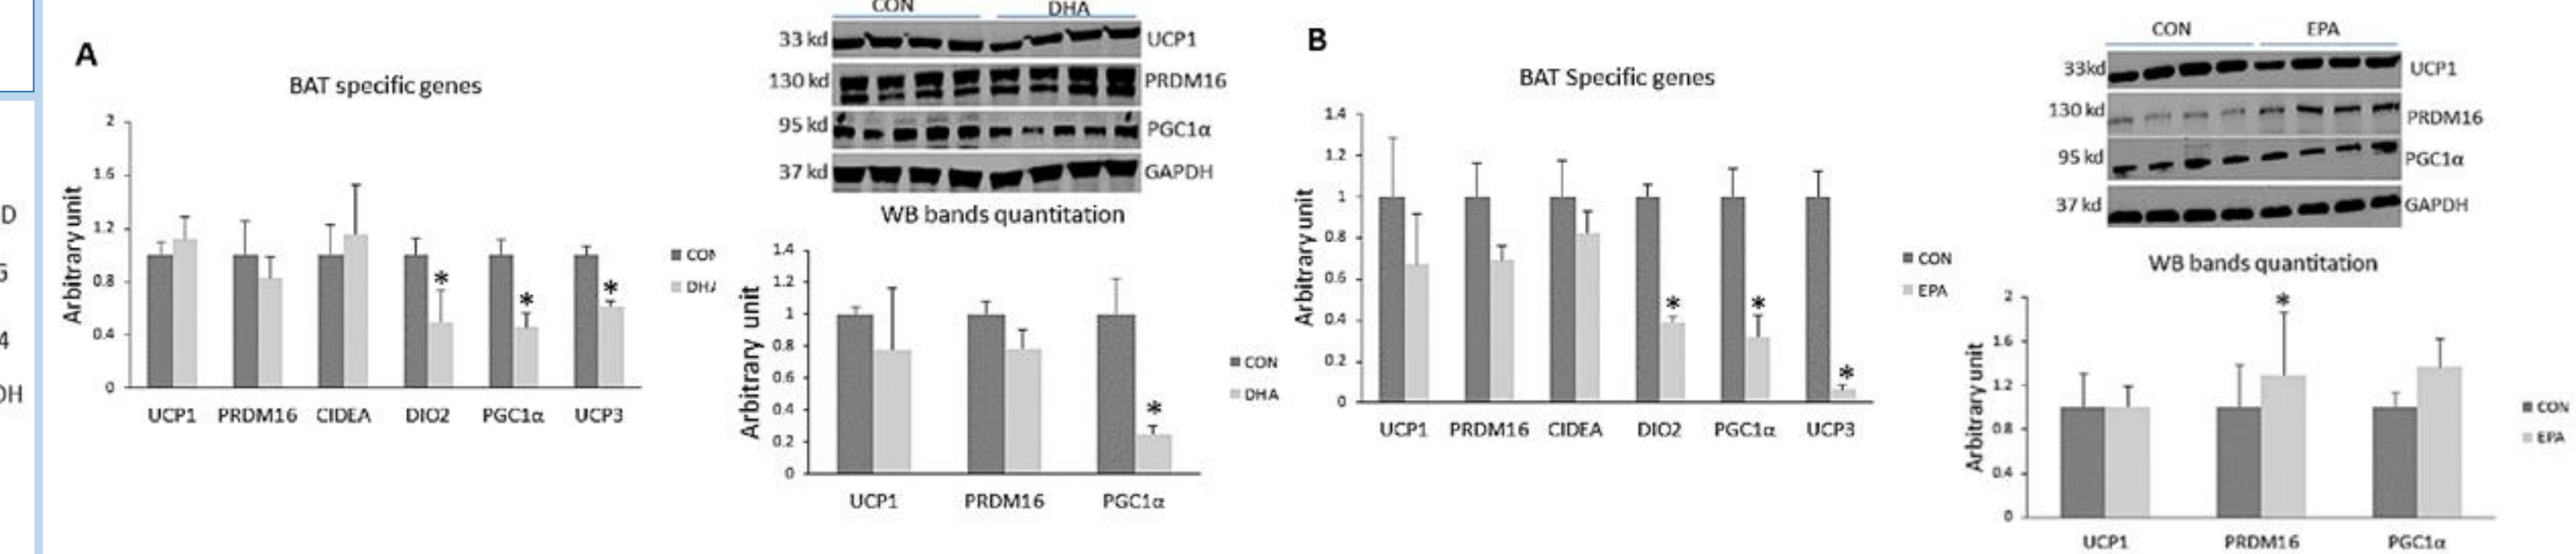 D
5
4
DH
A
BAT specific genes
Arbitrary unit
2
1.6
1.2
0.8
0.4
0
* * *
UCP1 PRDM16 CIDEA DIO2 PGC1α UCP3
CON
DH
CON DHA
33 kd UCP1
130 kd PRDM16
95 kd PGC1α
37 kd GAPDH
WB bands quantitation
Arbitrary unit
1.4
1.2
1
0.8
0.6
0.4
0.2
0
*
UCP1 PRDM16 PGC1α
CON
DHA
B
BAT Specific genes
Arbitrary unit
1.4
1.2
1
0.8
0.6
0.4
0.2
0
* * *
UCP1 PRDM16 CIDEA DIO2 PGC1α UCP3
CON
EPA
CON EPA
33kd UCP1
130 kd PRDM16
95 kd PGC1α
37 kd GAPDH
WB bands quantitation
Arbitrary unit
2
1.6
1.2
0.8
0.4
0
*
UCP1 PRDM16 PGC1α
CON
EPA